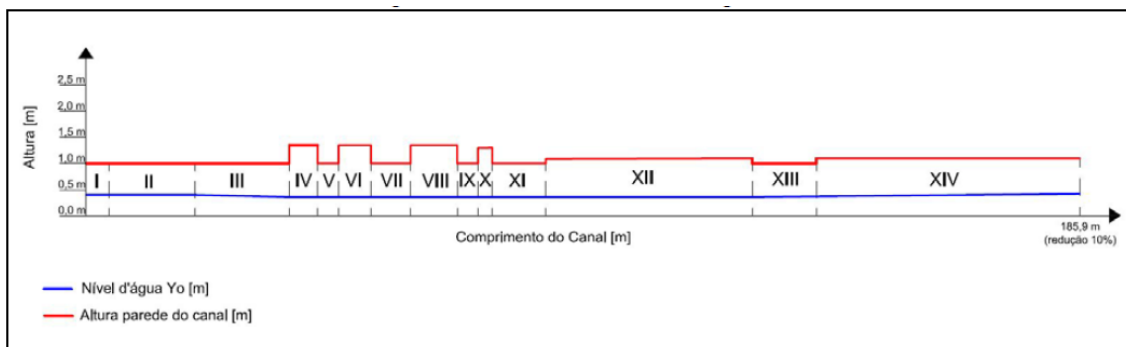 Altura [m]
2,5 m
2,0 m
1,5 m
1,0 m
0,5 m
0,0 m
I II III IV V VI VII VIII IX X XI XII XIII XIV
Comprimento do Canal [m]
185,9 m
(redução 10%)
Nível d'água Yo [m]
Altura parede do canal [m]